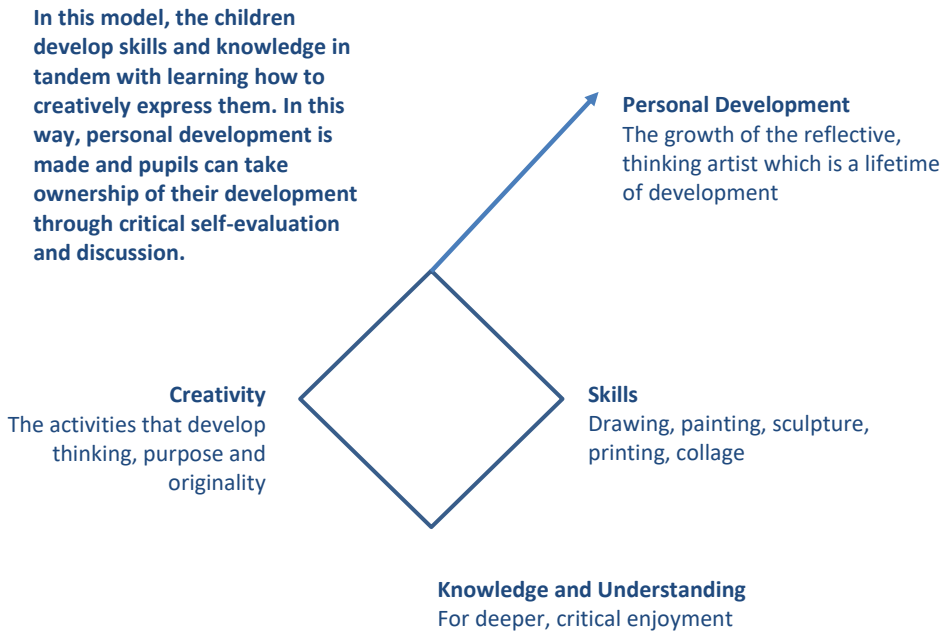 In this model, the children
develop skills and knowledge in
tandem with learning how to
creatively express them. In this
way, personal development is
made and pupils can take
ownership of their development
through critical self-evaluation
and discussion.
Personal Development
The growth of the reflective,
thinking artist which is a lifetime
of development
Creativity
The activities that develop
thinking, purpose and
originality
Skills
Drawing, painting, sculpture,
printing, collage
Knowledge and Understanding
For deeper, critical enjoyment